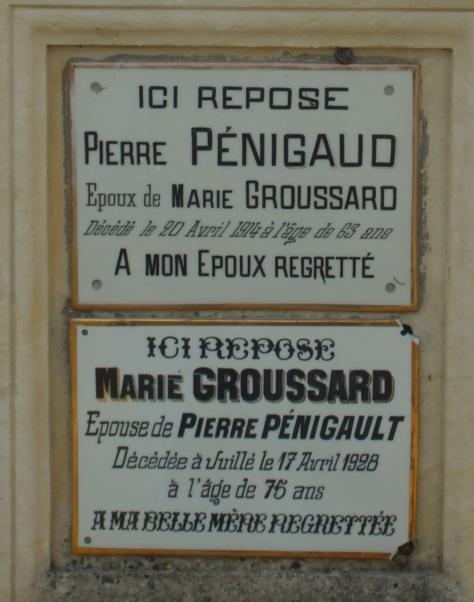 ICI REPOSE
PIERRE PÉNIGAUD
Epoux de MARIE GROUSSARD
Décédé le 20 Avril 1914 à l'âge de 63 ans
A MON EPOUX REGRETTÉ
ICI REPOSE
MARIE GROUSSARD
Epouse de PIERRE PÉNIGAULT
Décédée à Juillé le 17 Avril 1928
à l'âge de 75 ans
A MA BELLE MÈRE REGRETTÉE